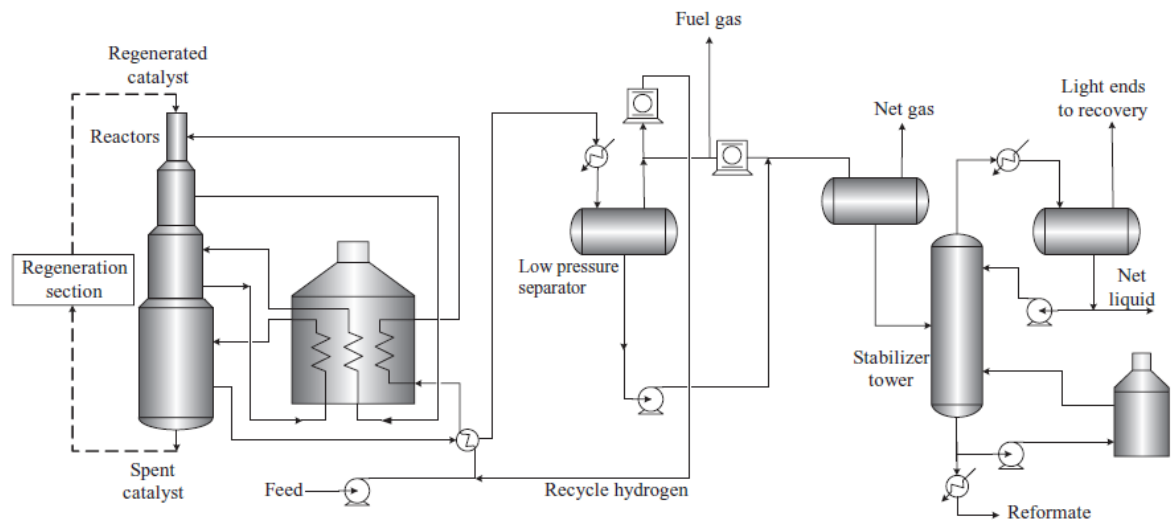 Regenerated
catalyst
Reactors
Regeneration
section
Spent
catalyst
Feed
Recycle hydrogen
Low pressure
separator
Fuel gas
Net gas
Light ends
to recovery
Net
liquid
Stabilizer
tower
Reformate